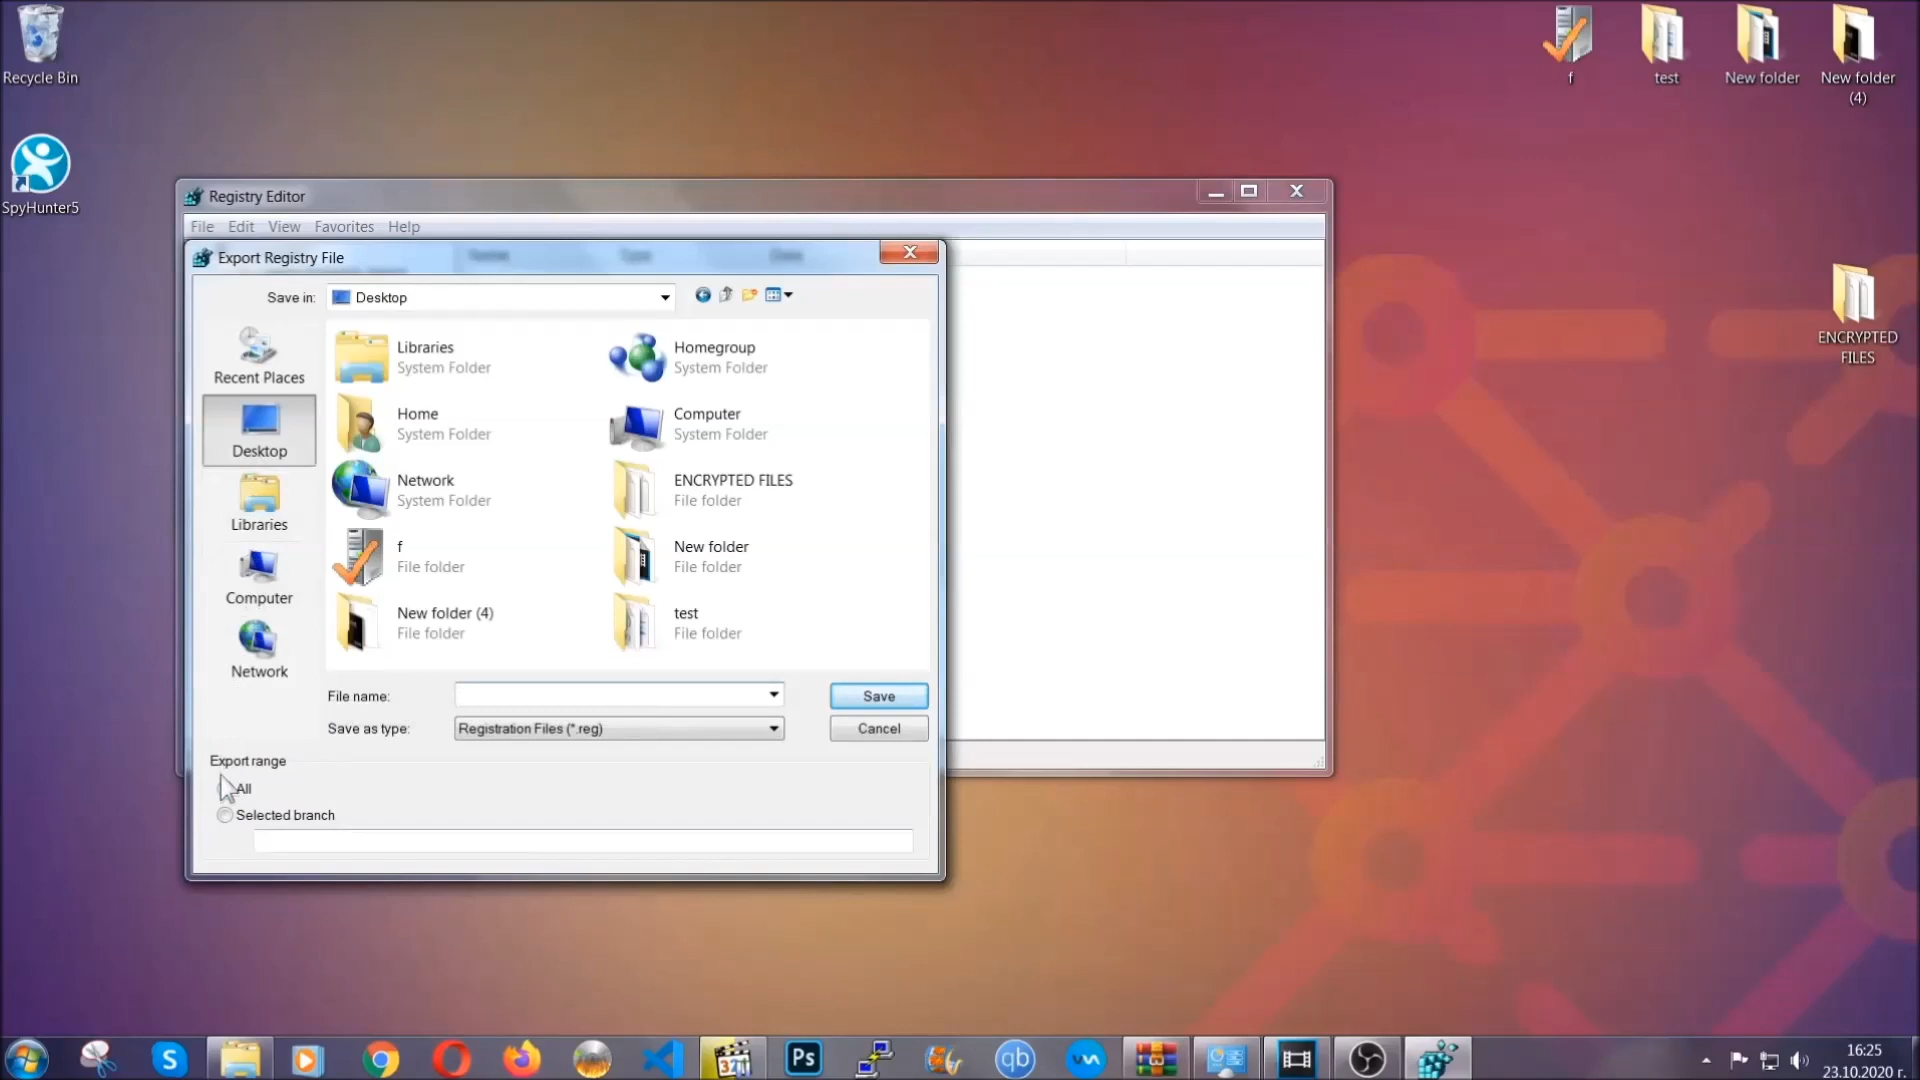 Recycle Bin
SpyHunter5
f
test
New folder
New folder
(4)
ENCRYPTED
FILES
Registry Editor
File Edit View Favorites Help
Export Registry File
Save in:
Desktop
Recent Places
Desktop
Libraries
Computer
Network
Libraries
System Folder
Homegroup
System Folder
Home
System Folder
Computer
System Folder
Network
System Folder
ENCRYPTED FILES
File folder
f
File folder
New folder
File folder
New folder (4)
File folder
test
File folder
File name:
Save
Save as type:
Registration Files (*.reg)
Cancel
Export range
All
Selected branch
S
321
Ps
qb
16:25
23.10.2020 г.